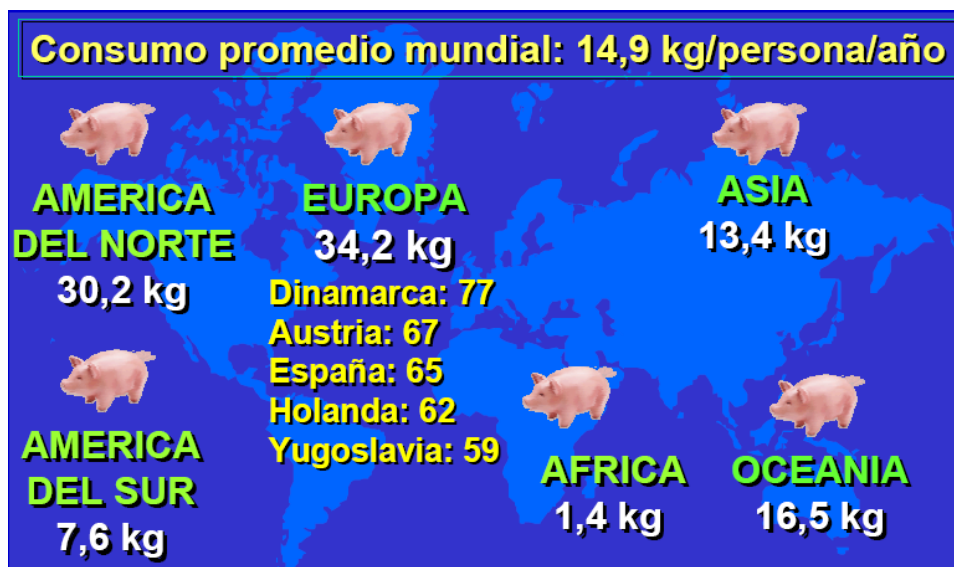 Consumo promedio mundial: 14,9 kg/persona/año
AMERICA
DEL NORTE
30,2 kg
EUROPA
34,2 kg
Dinamarca: 77
Austria: 67
España: 65
Holanda: 62
Yugoslavia: 59
ASIA
13,4 kg
AMERICA
DEL SUR
7,6 kg
AFRICA
1,4 kg
OCEANIA
16,5 kg